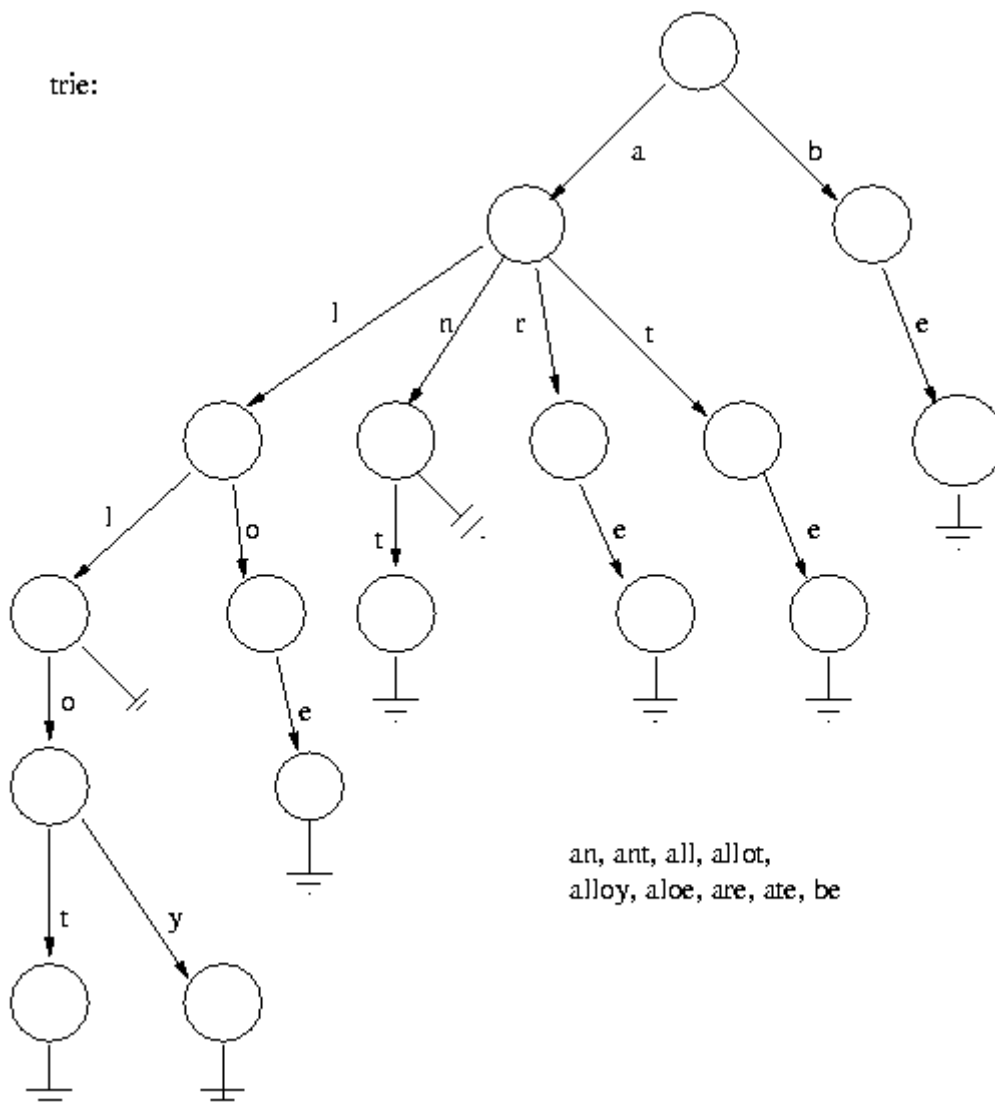 trie:
a
b
l
n
r
t
e
l
o
t
e
e
o
e
t
y
an, ant, all, allot,
alloy, aloe, are, ate, be